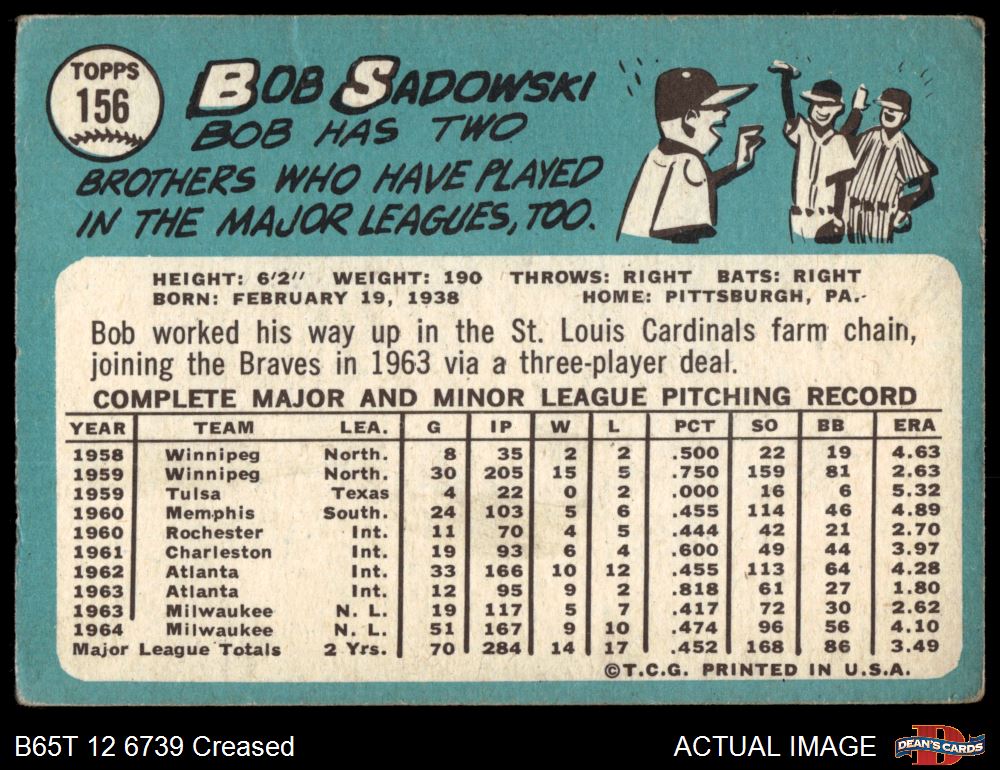 TOPPS
156
BOB SADOWSKI
BOB HAS TWO
BROTHERS WHO HAVE PLAYED
IN THE MAJOR LEAGUES, TOO.
HEIGHT: 6'2" WEIGHT: 190 THROWS: RIGHT BATS: RIGHT
BORN: FEBRUARY 19, 1938 HOME: PITTSBURGH, PA.
Bob worked his way up in the St. Louis Cardinals farm chain,
joining the Braves in 1963 via a three-player deal.
COMPLETE MAJOR AND MINOR LEAGUE PITCHING RECORD
YEAR TEAM LEA. G IP W L PCT SO BB ERA
1958 Winnipeg North. 8 35 2 2 .500 22 19 4.63
1959 Winnipeg North. 30 205 15 5 .750 159 81 2.63
1959 Tulsa Texas 4 22 0 2 .000 16 6 5.32
1960 Memphis South. 24 103 5 6 .455 114 46 4.89
1960 Rochester Int. 11 70 4 5 .444 42 21 2.70
1961 Charleston Int. 19 93 6 4 .600 49 44 3.97
1962 Atlanta Int. 33 166 10 12 .455 113 64 4.28
1963 Atlanta Int. 12 95 9 2 .818 61 27 1.80
1963 Milwaukee N. L. 19 117 5 7 .417 72 30 2.62
1964 Milwaukee N. L. 51 167 9 10 .474 96 56 4.10
Major League Totals 2 Yrs. 70 284 14 17 .452 168 86 3.49
©T.C.G. PRINTED IN U.S.A.
B65T 12 6739 Creased
ACTUAL IMAGE
D
DEAN'S CARDS